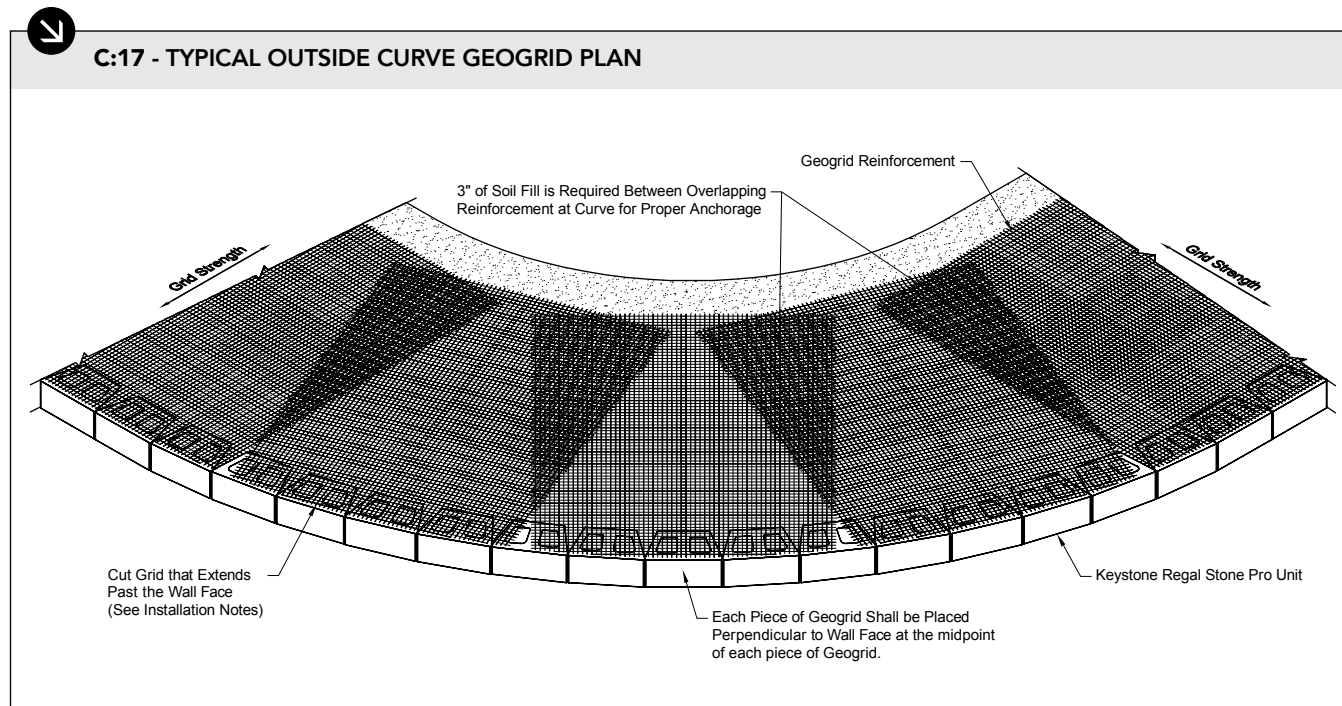 C:17 - TYPICAL OUTSIDE CURVE GEOGRID PLAN
Geogrid Reinforcement
3" of Soil Fill is Required Between Overlapping
Reinforcement at Curve for Proper Anchorage
Grid Strength
Grid Strength
Cut Grid that Extends
Past the Wall Face
(See Installation Notes)
Keystone Regal Stone Pro Unit
Each Piece of Geogrid Shall be Placed
Perpendicular to Wall Face at the midpoint
of each piece of Geogrid.